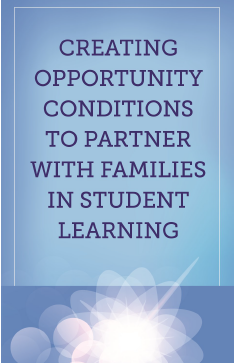 CREATING
OPPORTUNITY
CONDITIONS
TO PARTNER
WITH FAMILIES
IN STUDENT
LEARNING